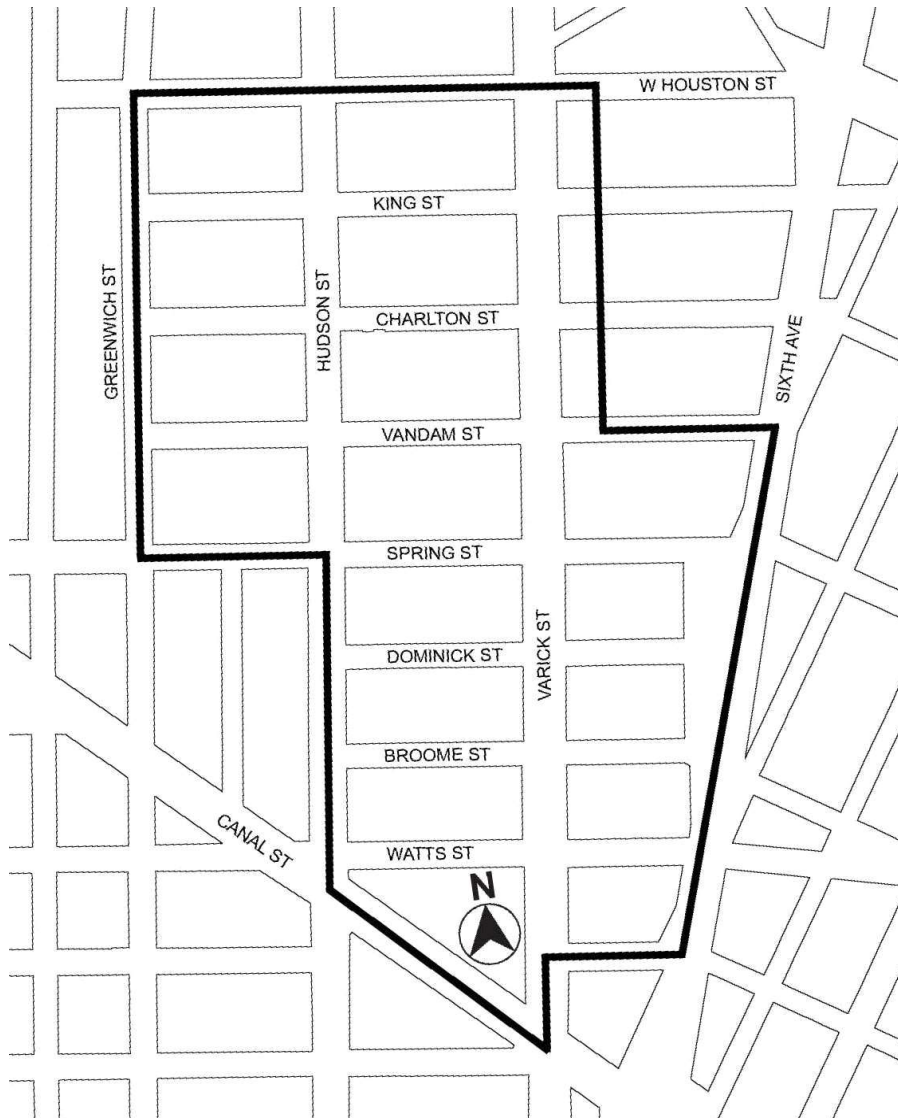 W HOUSTON ST
KING ST
GREENWICH ST
HUDSON ST
CHARLTON ST
SIXTH AVE
VANDAM ST
SPRING ST
DOMINICK ST
VARICK ST
BROOME ST
CANAL ST
WATTS ST
N